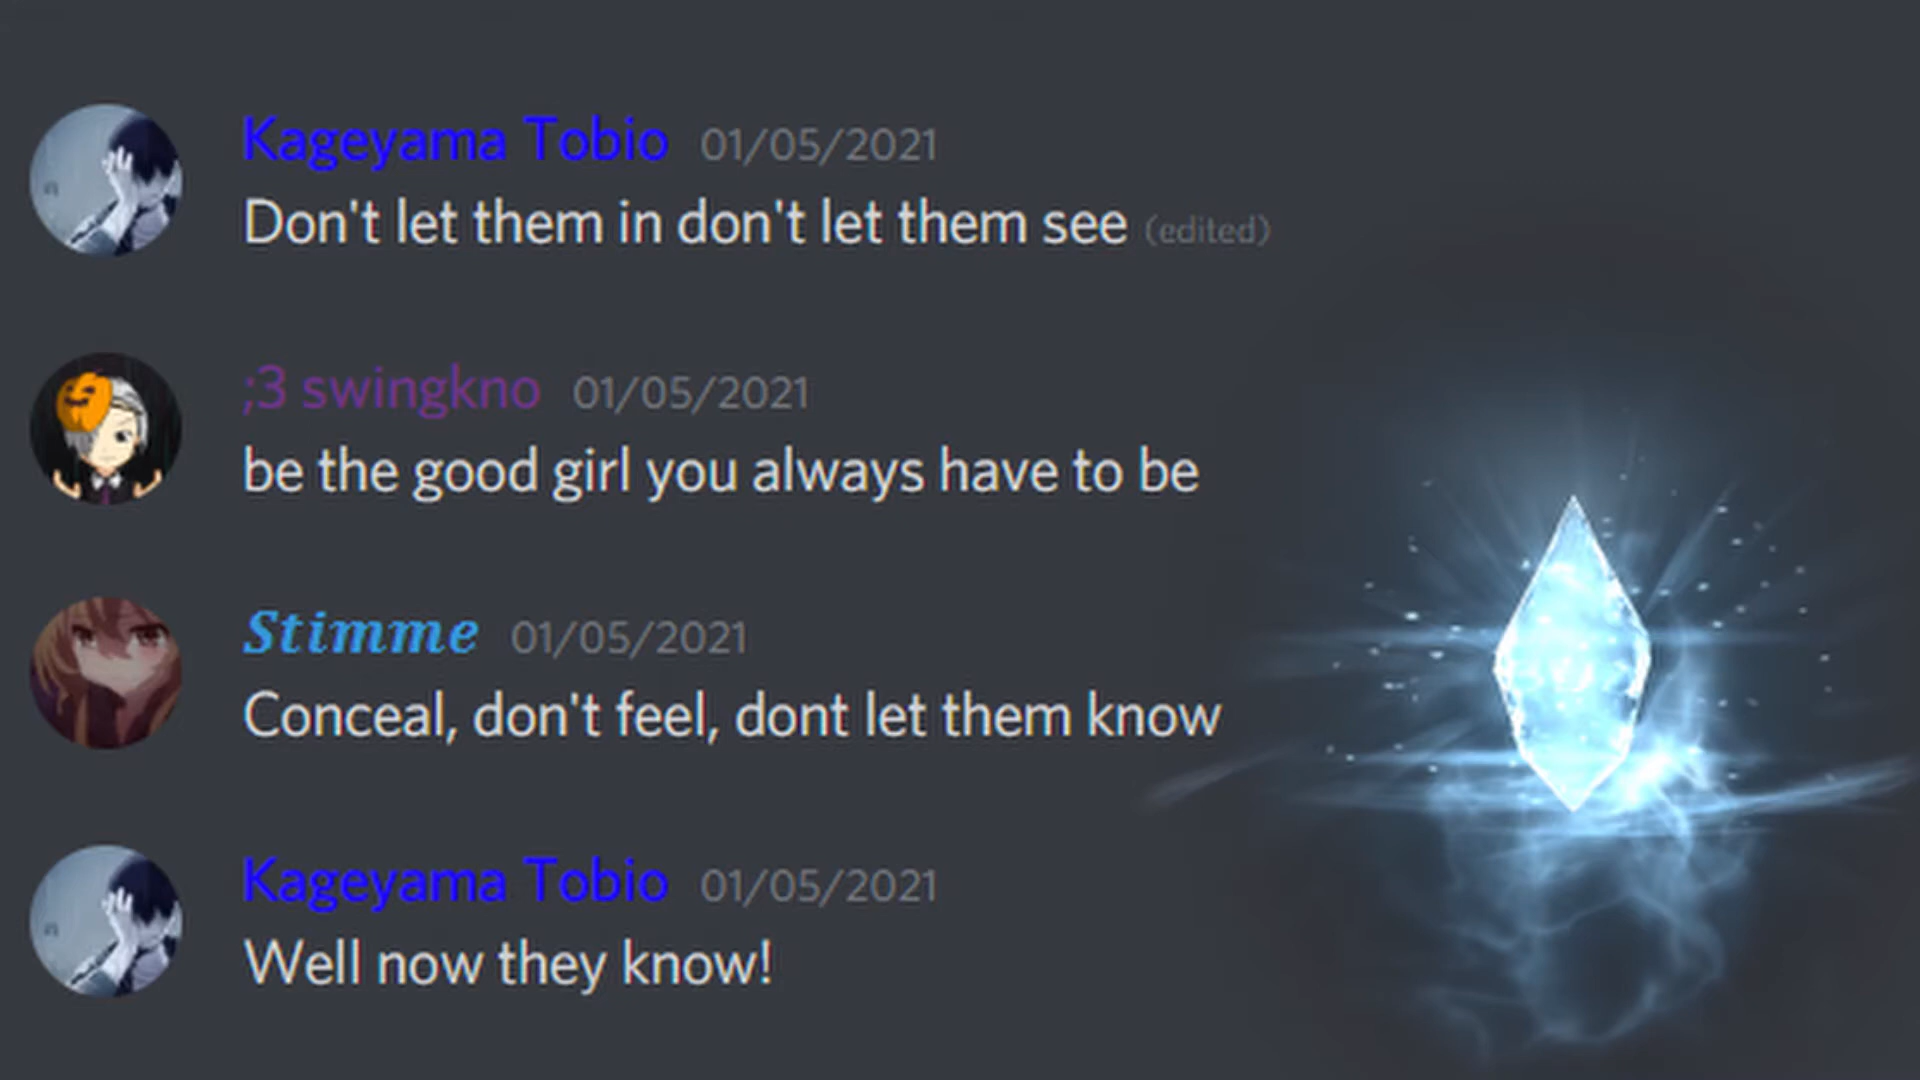 Kageyama Tobio 01/05/2021
Don't let them in don't let them see (edited)
;3 swingkno 01/05/2021
be the good girl you always have to be
Stimme 01/05/2021
Conceal, don't feel, dont let them know
Kageyama Tobio 01/05/2021
Well now they know!